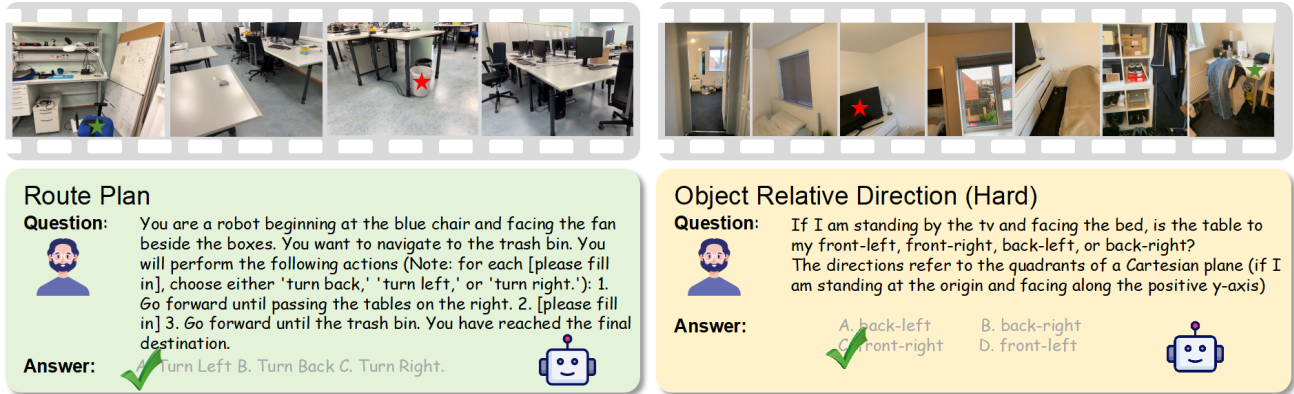 Route Plan
Question:
You are a robot beginning at the blue chair and facing the fan
beside the boxes. You want to navigate to the trash bin. You
will perform the following actions (Note: for each [please fill
in], choose either 'turn back,' 'turn left,' or 'turn right.'): 1.
Go forward until passing the tables on the right. 2. [please fill
in] 3. Go forward until the trash bin. You have reached the final
destination.
Answer:
A. Turn Left B. Turn Back C. Turn Right.
Object Relative Direction (Hard)
Question:
If I am standing by the tv and facing the bed, is the table to
my front-left, front-right, back-left, or back-right?
The directions refer to the quadrants of a Cartesian plane (if I
am standing at the origin and facing along the positive y-axis)
Answer:
A. back-left B. back-right
C. front-right D. front-left